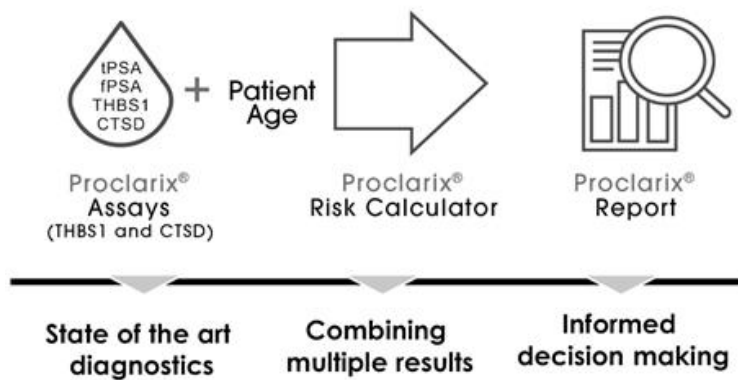 tPSA
fPSA
THBS1
CTSD
+
Patient
Age
Proclarix®
Assays
(THBS1 and CTSD)
Proclarix®
Risk Calculator
Proclarix®
Report
State of the art
diagnostics
Combining
multiple results
Informed
decision making